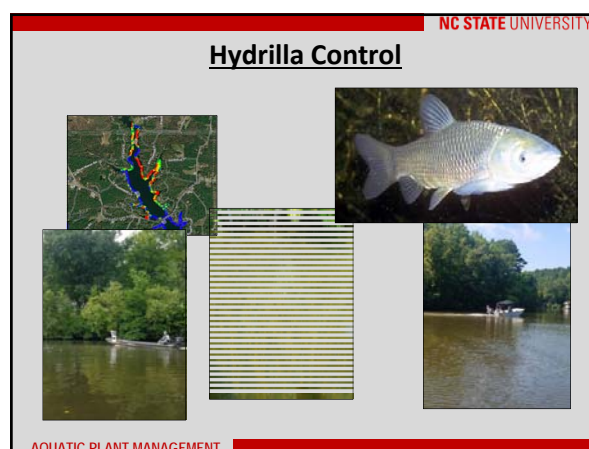 NC STATE UNIVERSITY
Hydrilla Control
AQUATIC PLANT MANAGEMENT